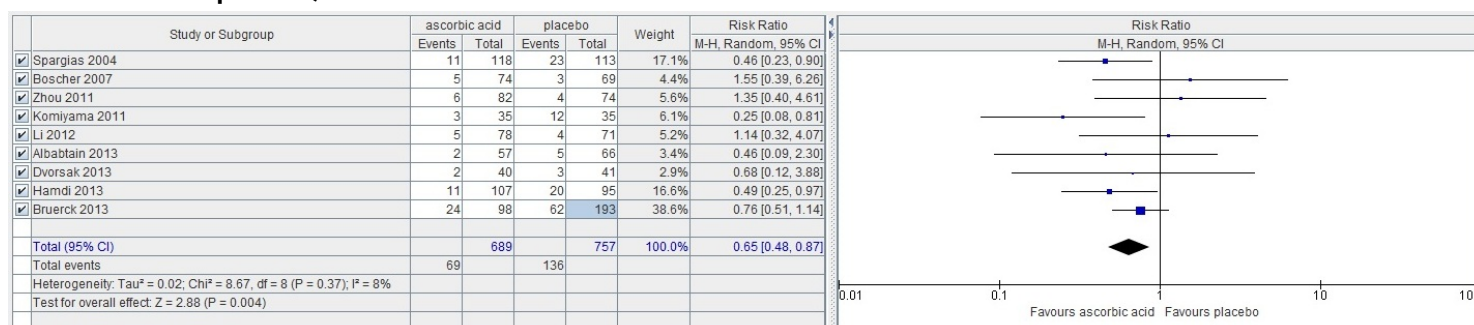 Study or Subgroup ascorbic acid placebo Weight Risk Ratio Risk Ratio
Events Total Events Total M-H, Random, 95% CI M-H, Random, 95% CI
Spargias 2004 11 118 23 113 17.1% 0.46 [0.23, 0.90]
Boscher 2007 5 74 3 69 4.4% 1.55 [0.39, 6.26]
Zhou 2011 6 82 4 74 5.6% 1.35 [0.40, 4.61]
Komiyama 2011 3 35 12 35 6.1% 0.25 [0.08, 0.81]
Li 2012 5 78 4 71 5.2% 1.14 [0.32, 4.07]
Albabtain 2013 2 57 5 66 3.4% 0.46 [0.09, 2.30]
Dvorsak 2013 2 40 3 41 2.9% 0.68 [0.12, 3.88]
Hamdi 2013 11 107 20 95 16.6% 0.49 [0.25, 0.97]
Bruerck 2013 24 98 62 193 38.6% 0.76 [0.51, 1.14]
Total (95% CI) 689 757 100.0% 0.65 [0.48, 0.87]
Total events 69 136
Heterogeneity: Tau² = 0.02; Chi² = 8.67, df = 8 (P = 0.37); I² = 8%
Test for overall effect: Z = 2.88 (P = 0.004)
0.01 0.1 1 10
Favours ascorbic acid Favours placebo